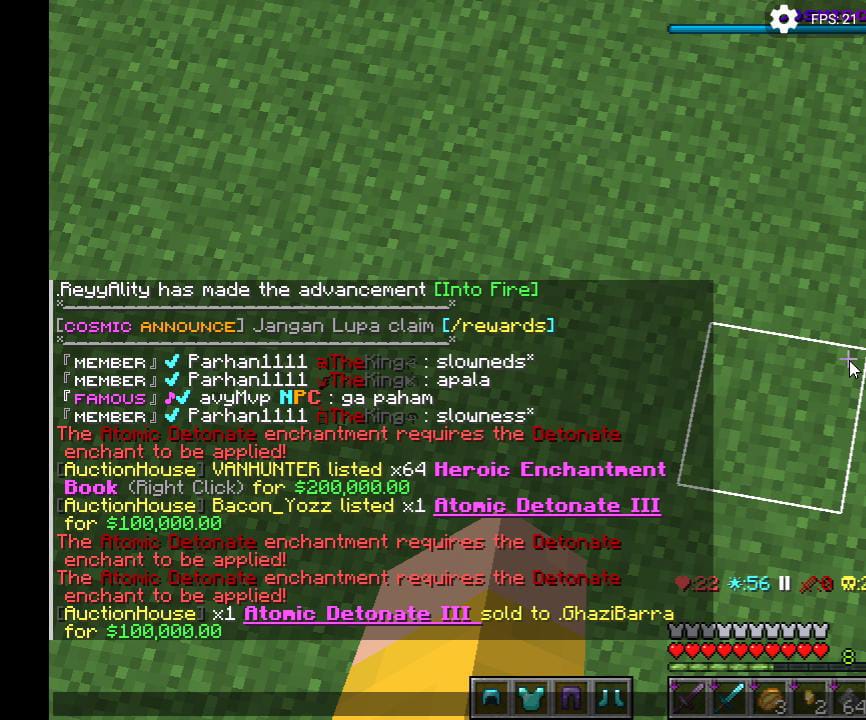 FPS: 21
.ReyyAlity has made the advancement [Into Fire]
[COSMIC ANNOUNCE] Jangan Lupa claim [/rewards]
『MEMBER』✔ Parhan1111 TheKing : slowneds*
『MEMBER』✔ Parhan1111 TheKing : apala
『FAMOUS』♪✔ avyMvp NPC : ga paham
『MEMBER』✔ Parhan1111 TheKing : slowness*
The Atomic Detonate enchantment requires the Detonate
enchant to be applied!
[AuctionHouse] VANHUNTER listed x64 Heroic Enchantment
Book (Right Click) for $200,000.00
[AuctionHouse] Bacon_Yozz listed x1 Atomic Detonate III
for $100,000.00
The Atomic Detonate enchantment requires the Detonate
enchant to be applied!
The Atomic Detonate enchantment requires the Detonate
enchant to be applied!
[AuctionHouse] x1 Atomic Detonate III sold to .GhaziBarra
for $100,000.00
:22 :56 :0
8
3 2 64